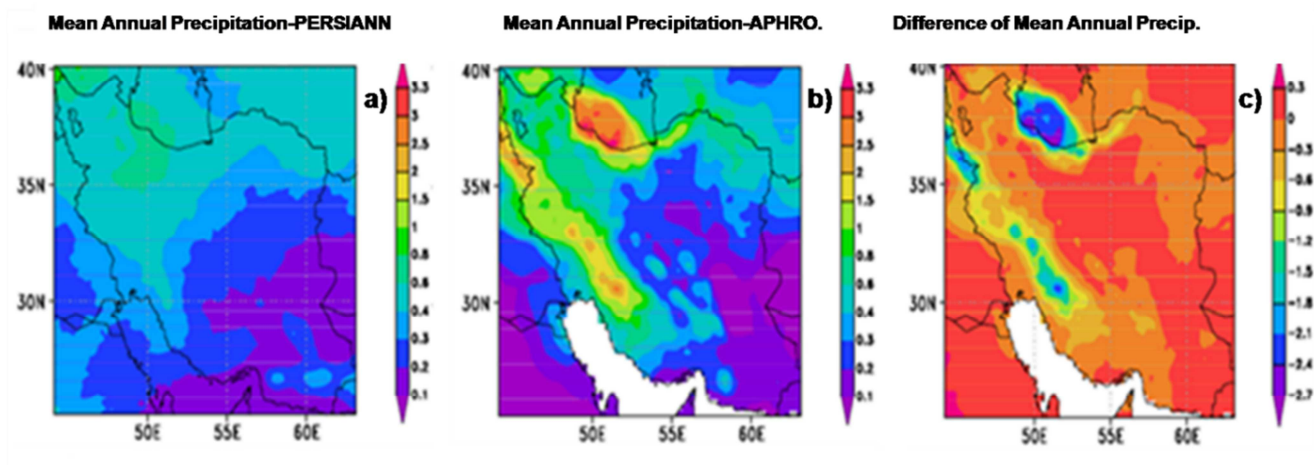 Mean Annual Precipitation-PERSIANN
Mean Annual Precipitation-APHRO.
Difference of Mean Annual Precip.
40N
35N
30N
50E
55E
60E
a)
3.3
3
2.5
2
1.5
1
0.8
0.6
0.4
0.3
0.2
0.1
40N
35N
30N
50E
55E
60E
b)
3.3
3
2.5
2
1.5
1
0.8
0.6
0.4
0.3
0.2
0.1
40N
35N
30N
50E
55E
60E
c)
0.3
0
-0.3
-0.6
-0.9
-1.2
-1.5
-1.8
-2.1
-2.4
-2.7